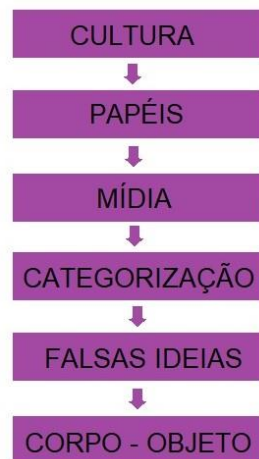 CULTURA
PAPÉIS
MÍDIA
CATEGORIZAÇÃO
FALSAS IDEIAS
CORPO - OBJETO